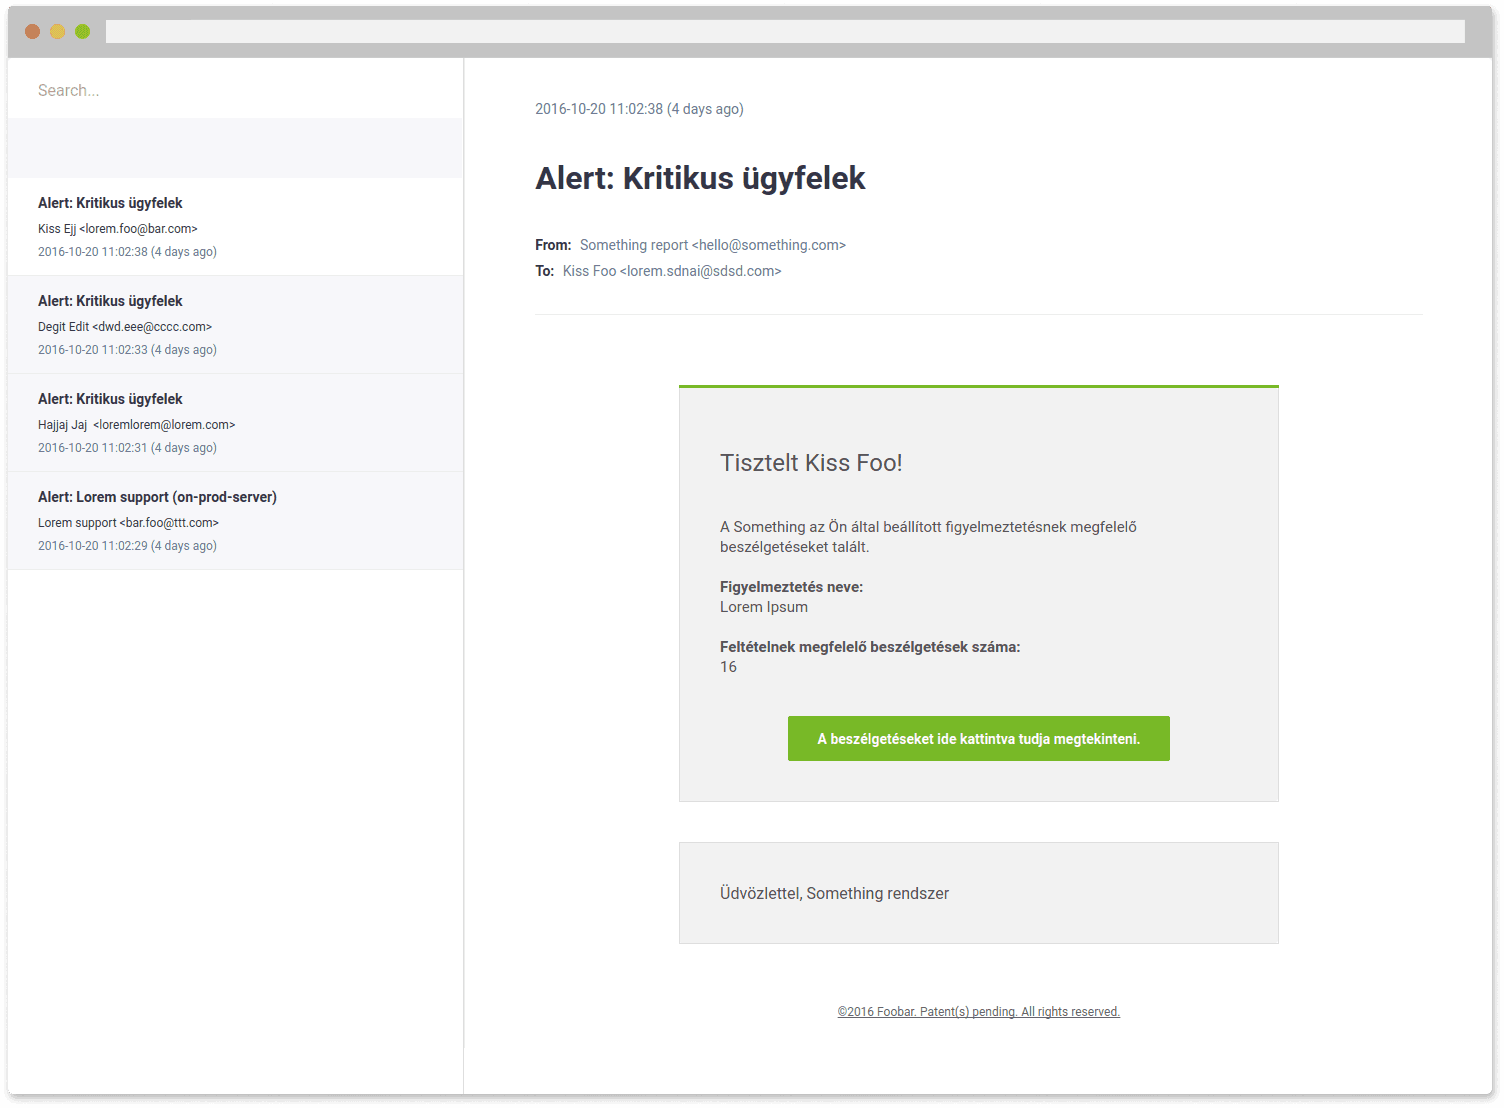 Search...
Alert: Kritikus ügyfelek
Kiss Ejj <lorem.foo@bar.com>
2016-10-20 11:02:38 (4 days ago)
Alert: Kritikus ügyfelek
Degit Edit <dwd.eee@cccc.com>
2016-10-20 11:02:33 (4 days ago)
Alert: Kritikus ügyfelek
Hajjaj Jaj <loremlorem@lorem.com>
2016-10-20 11:02:31 (4 days ago)
Alert: Lorem support (on-prod-server)
Lorem support <bar.foo@ttt.com>
2016-10-20 11:02:29 (4 days ago)
2016-10-20 11:02:38 (4 days ago)
Alert: Kritikus ügyfelek
From: Something report <hello@something.com>
To: Kiss Foo <lorem.sdnai@sdsd.com>
Tisztelt Kiss Foo!
A Something az Ön által beállított figyelmeztetésnek megfelelő
beszélgetéseket talált.
Figyelmeztetés neve:
Lorem Ipsum
Feltételnek megfelelő beszélgetések száma:
16
A beszélgetéseket ide kattintva tudja megtekinteni.
Üdvözlettel, Something rendszer
©2016 Foobar. Patent(s) pending. All rights reserved.